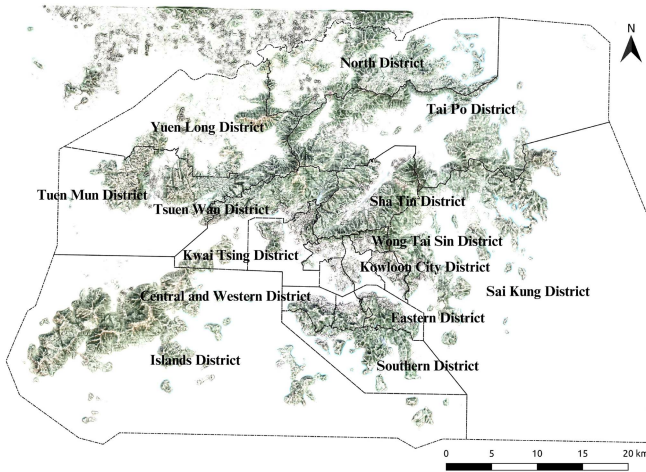 N
North District
Tai Po District
Yuen Long District
Tuen Mun District
Tsuen Wan District
Sha Tin District
Wong Tai Sin District
Kwai Tsing District
Kowloon City District
Sai Kung District
Central and Western District
Eastern District
Islands District
Southern District
0 5 10 15 20 km